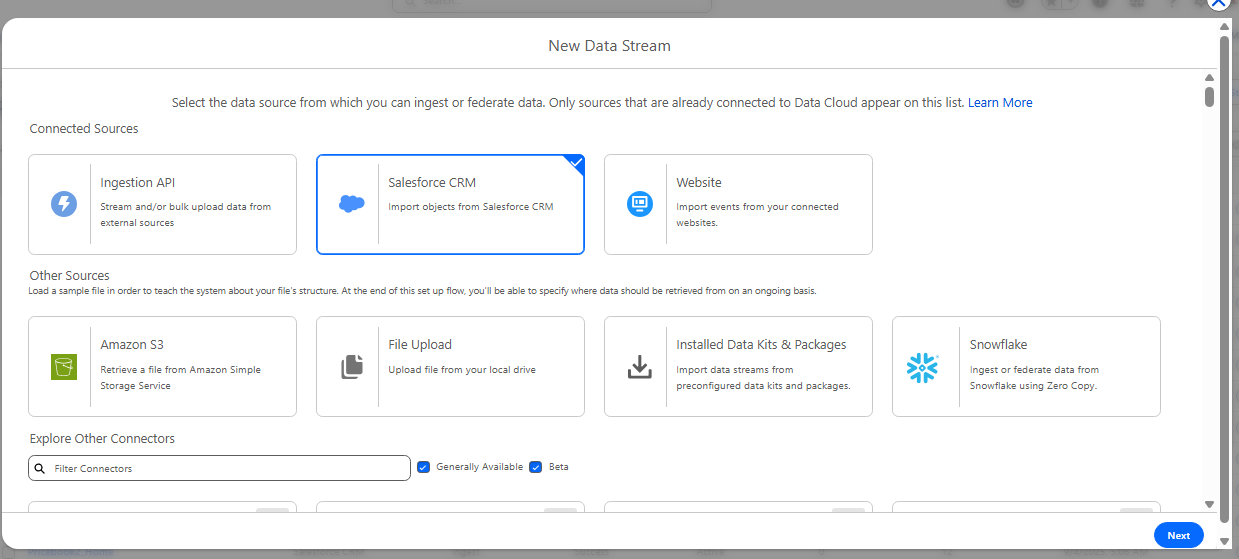 Search...
New Data Stream
Select the data source from which you can ingest or federate data. Only sources that are already connected to Data Cloud appear on this list. Learn More
Connected Sources
Ingestion API
Stream and/or bulk upload data from
external sources
Salesforce CRM
Import objects from Salesforce CRM
Website
Import events from your connected
websites.
Other Sources
Load a sample file in order to teach the system about your file's structure. At the end of this set up flow, you'll be able to specify where data should be retrieved from on an ongoing basis.
Amazon S3
Retrieve a file from Amazon Simple
Storage Service
File Upload
Upload file from your local drive
Installed Data Kits & Packages
Import data streams from
preconfigured data kits and packages.
Snowflake
Ingest or federate data from
Snowflake using Zero Copy.
Explore Other Connectors
Filter Connectors
Generally Available
Beta
Next